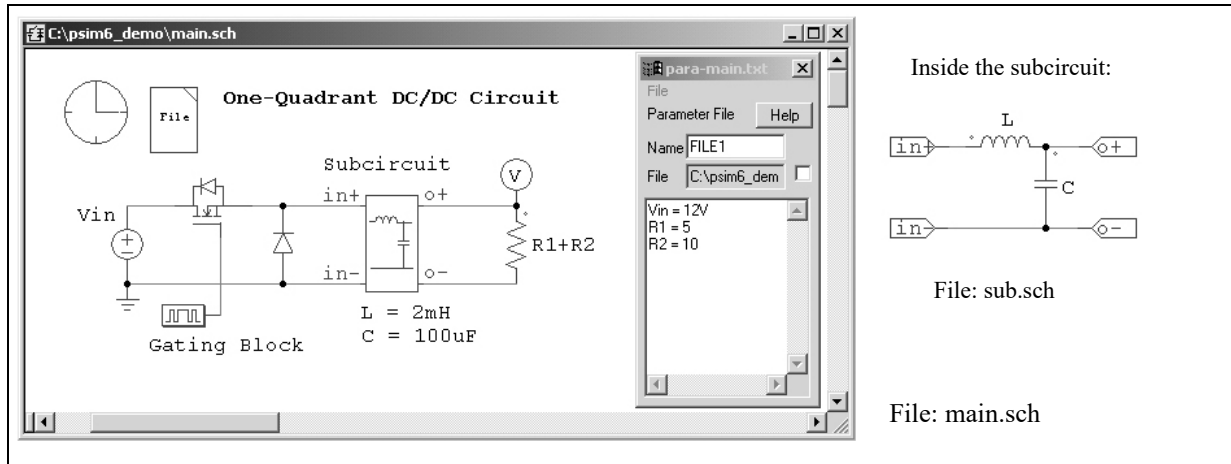 C:\psim6_demo\main.sch
File
One-Quadrant DC/DC Circuit
Subcircuit
Vin
in+
o+
V
R1+R2
in-
o-
L = 2mH
C = 100uF
Gating Block
para-main.txt
File
Parameter File
Help
Name FILE1
File C:\psim6_dem
Vin = 12V
R1 = 5
R2 = 10
Inside the subcircuit:
L
in+
o+
C
in-
o-
File: sub.sch
File: main.sch